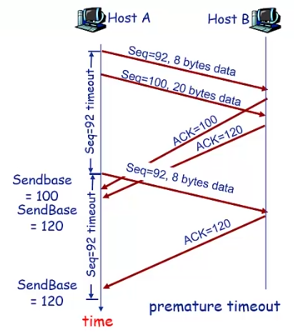 Host A
Host B
Seq=92, 8 bytes data
Seq=100, 20 bytes data
Seq=92 timeout
ACK=100
ACK=120
Seq=92, 8 bytes data
Sendbase
= 100
SendBase
= 120
Seq=92 timeout
ACK=120
SendBase
= 120
premature timeout
time